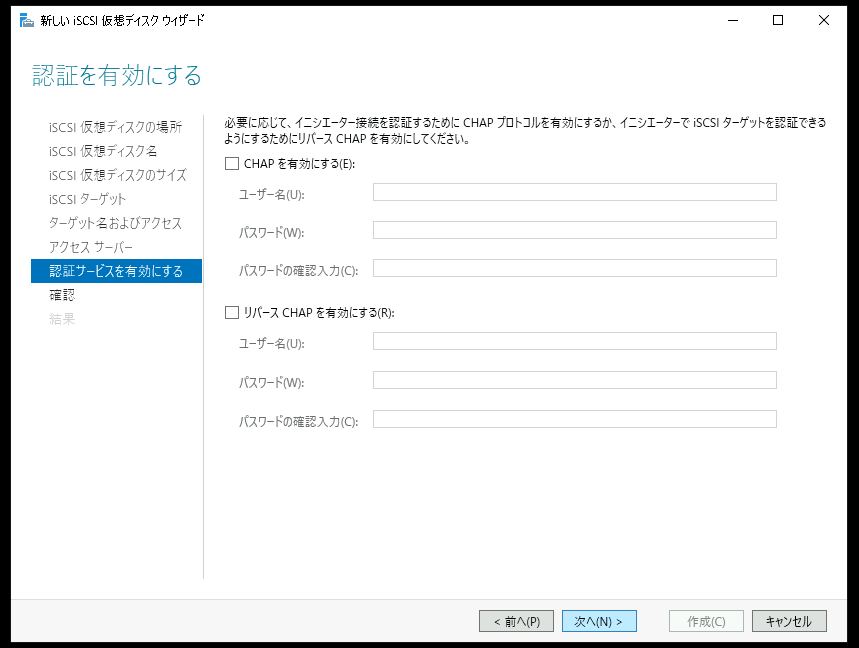 新しい iSCSI 仮想ディスク ウィザード
認証を有効にする
iSCSI 仮想ディスクの場所
iSCSI 仮想ディスク名
iSCSI 仮想ディスクのサイズ
iSCSI ターゲット
ターゲット名およびアクセス
アクセス サーバー
認証サービスを有効にする
確認
結果
必要に応じて、イニシエーター接続を認証するために CHAP プロトコルを有効にするか、イニシエーターで iSCSI ターゲットを認証できる
ようにするためにリバース CHAP を有効にしてください。
CHAP を有効にする(E):
ユーザー名(U):
パスワード(W):
パスワードの確認入力(C):
リバース CHAP を有効にする(R):
ユーザー名(U):
パスワード(W):
パスワードの確認入力(C):
< 前へ(P)
次へ(N) >
作成(C)
キャンセル